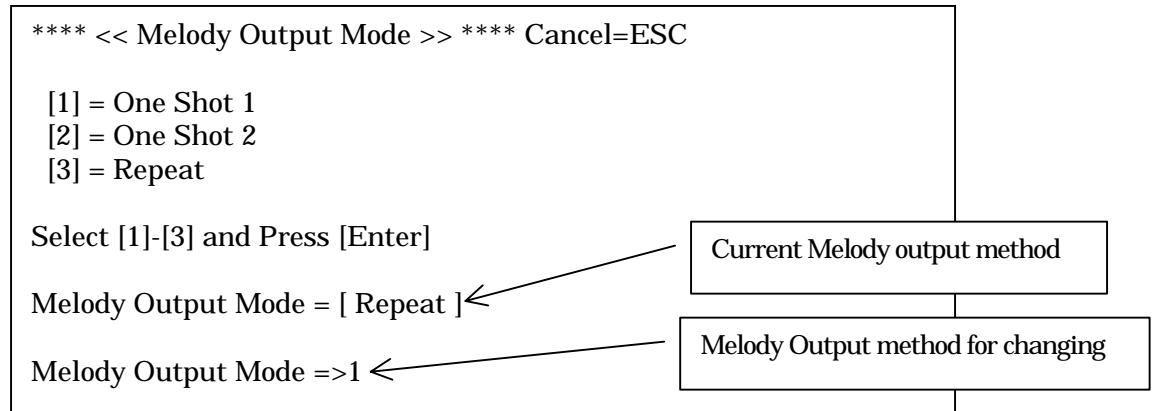 **** << Melody Output Mode >> **** Cancel=ESC
[1] = One Shot 1
[2] = One Shot 2
[3] = Repeat
Select [1]-[3] and Press [Enter]
Current Melody output method
Melody Output Mode = [ Repeat ]
Melody Output method for changing
Melody Output Mode =>1